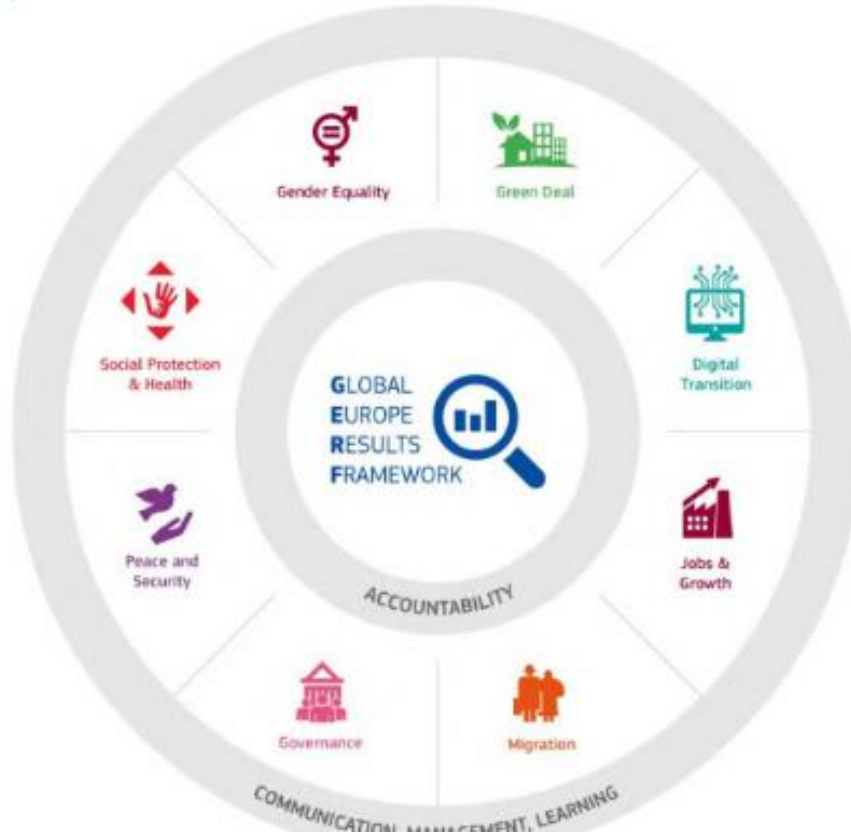 Gender Equality
Green Deal
Social Protection
& Health
Digital
Transition
GLOBAL
EUROPE
RESULTS
FRAMEWORK
Peace and
Security
Jobs &
Growth
ACCOUNTABILITY
Governance
Migration
COMMUNICATION, MANAGEMENT, LEARNING